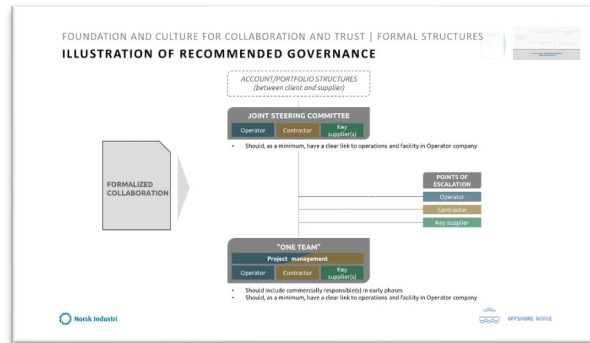 FOUNDATION AND CULTURE FOR COLLABORATION AND TRUST | FORMAL STRUCTURES
ILLUSTRATION OF RECOMMENDED GOVERNANCE
ACCOUNT/PORTFOLIO STRUCTURES
(between client and supplier)
JOINT STEERING COMMITTEE
Operator
Contractor
Key
supplier(s)
• Should, as a minimum, have a clear link to operations and facility in Operator company
FORMALIZED
COLLABORATION
POINTS OF
ESCALATION
Operator
Contractor
Key supplier
"ONE TEAM"
Project management
Operator
Contractor
Key
supplier(s)
• Should include commercially responsible(s) in early phases
• Should, as a minimum, have a clear link to operations and facility in Operator company
Norsk Industri
OFFSHORE NORGE